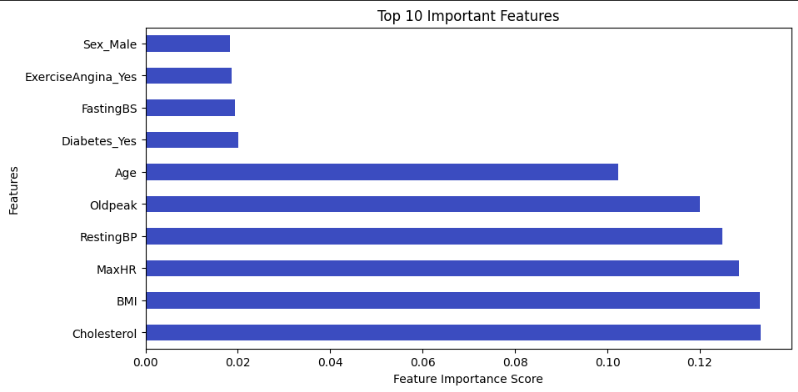 Top 10 Important Features
Sex_Male
ExerciseAngina_Yes
FastingBS
Diabetes_Yes
Age
Oldpeak
RestingBP
MaxHR
BMI
Cholesterol
Features
0.00 0.02 0.04 0.06 0.08 0.10 0.12
Feature Importance Score